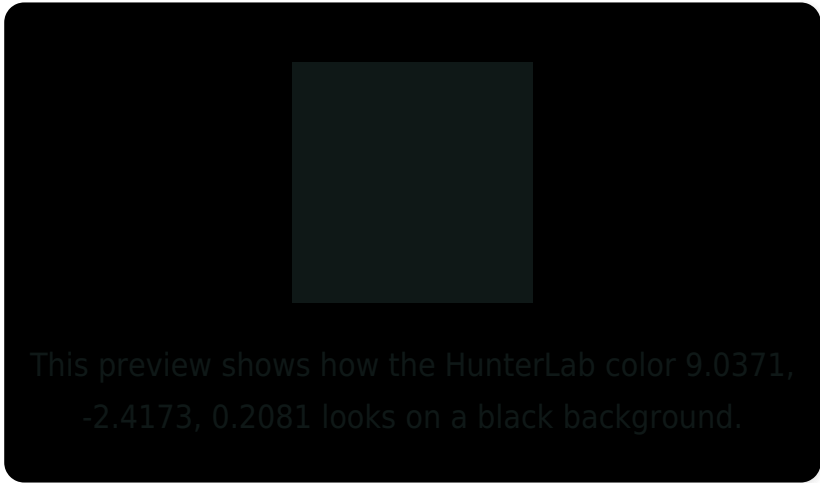 This preview shows how the HunterLab color 9.0371,
-2.4173, 0.2081 looks on a black background.